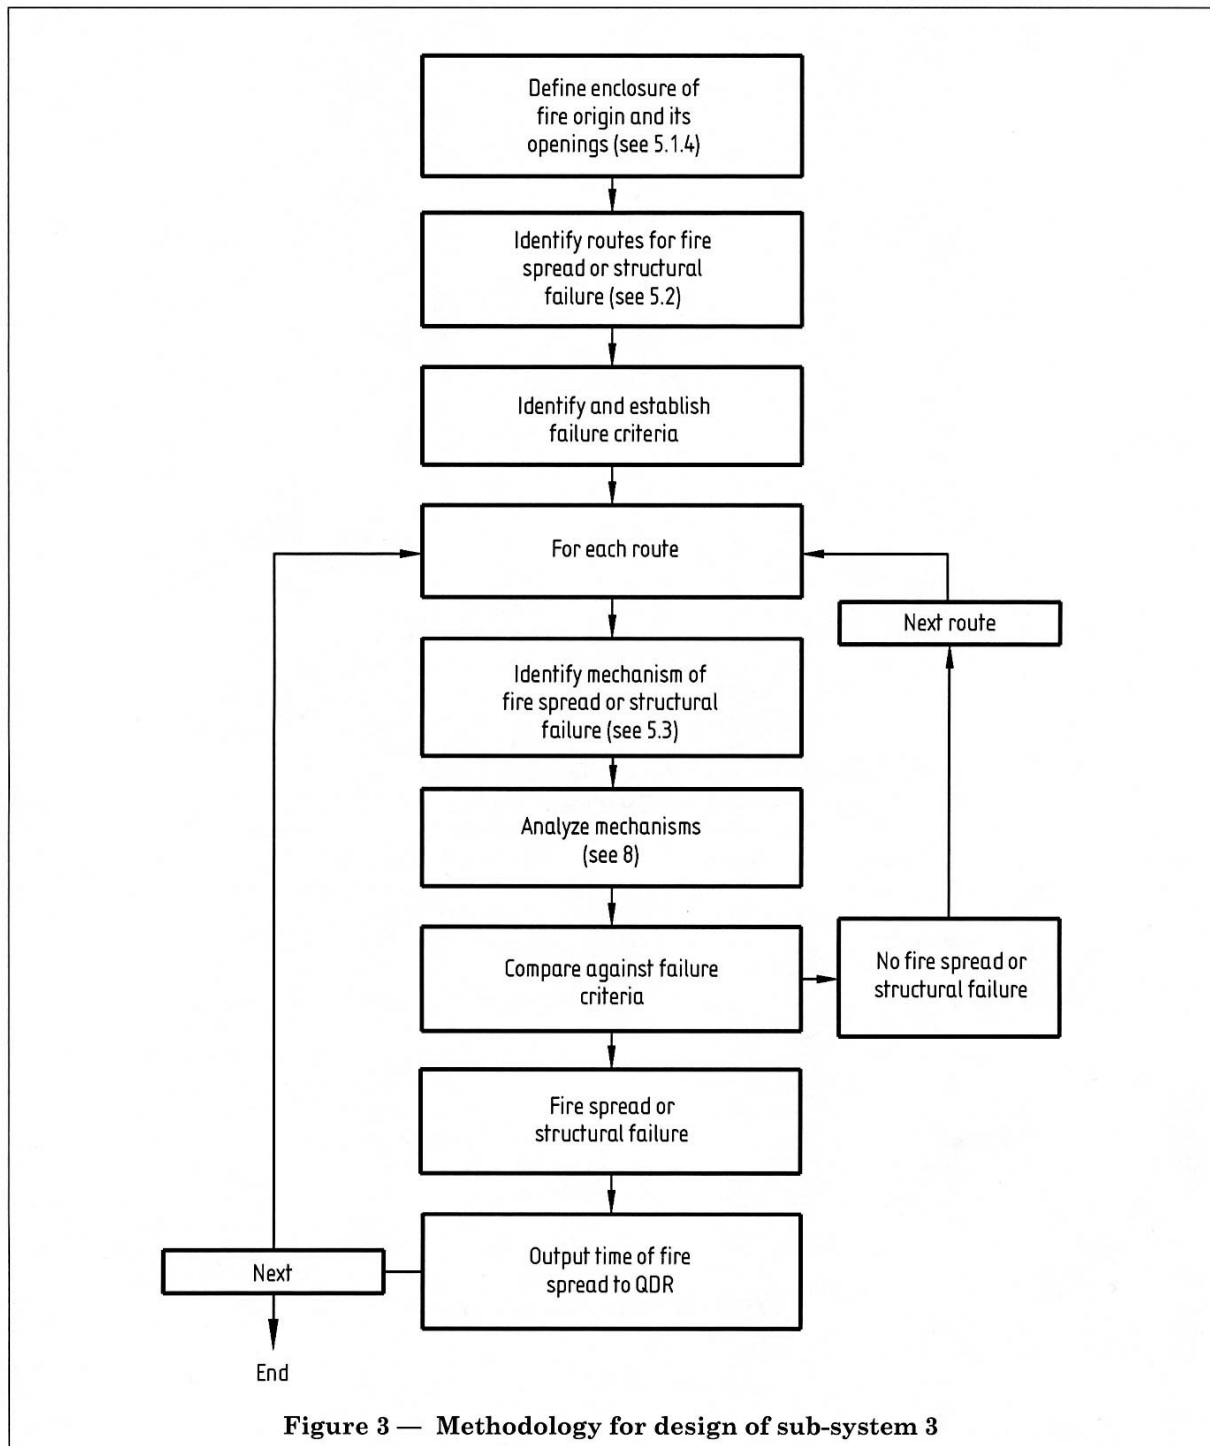 Define enclosure of
fire origin and its
openings (see 5.1.4)
Identify routes for fire
spread or structural
failure (see 5.2)
Identify and establish
failure criteria
For each route
Next route
Identify mechanism of
fire spread or structural
failure (see 5.3)
Analyze mechanisms
(see 8)
Compare against failure
criteria
No fire spread or
structural failure
Fire spread or
structural failure
Output time of fire
spread to QDR
Next
End
Figure 3 — Methodology for design of sub-system 3